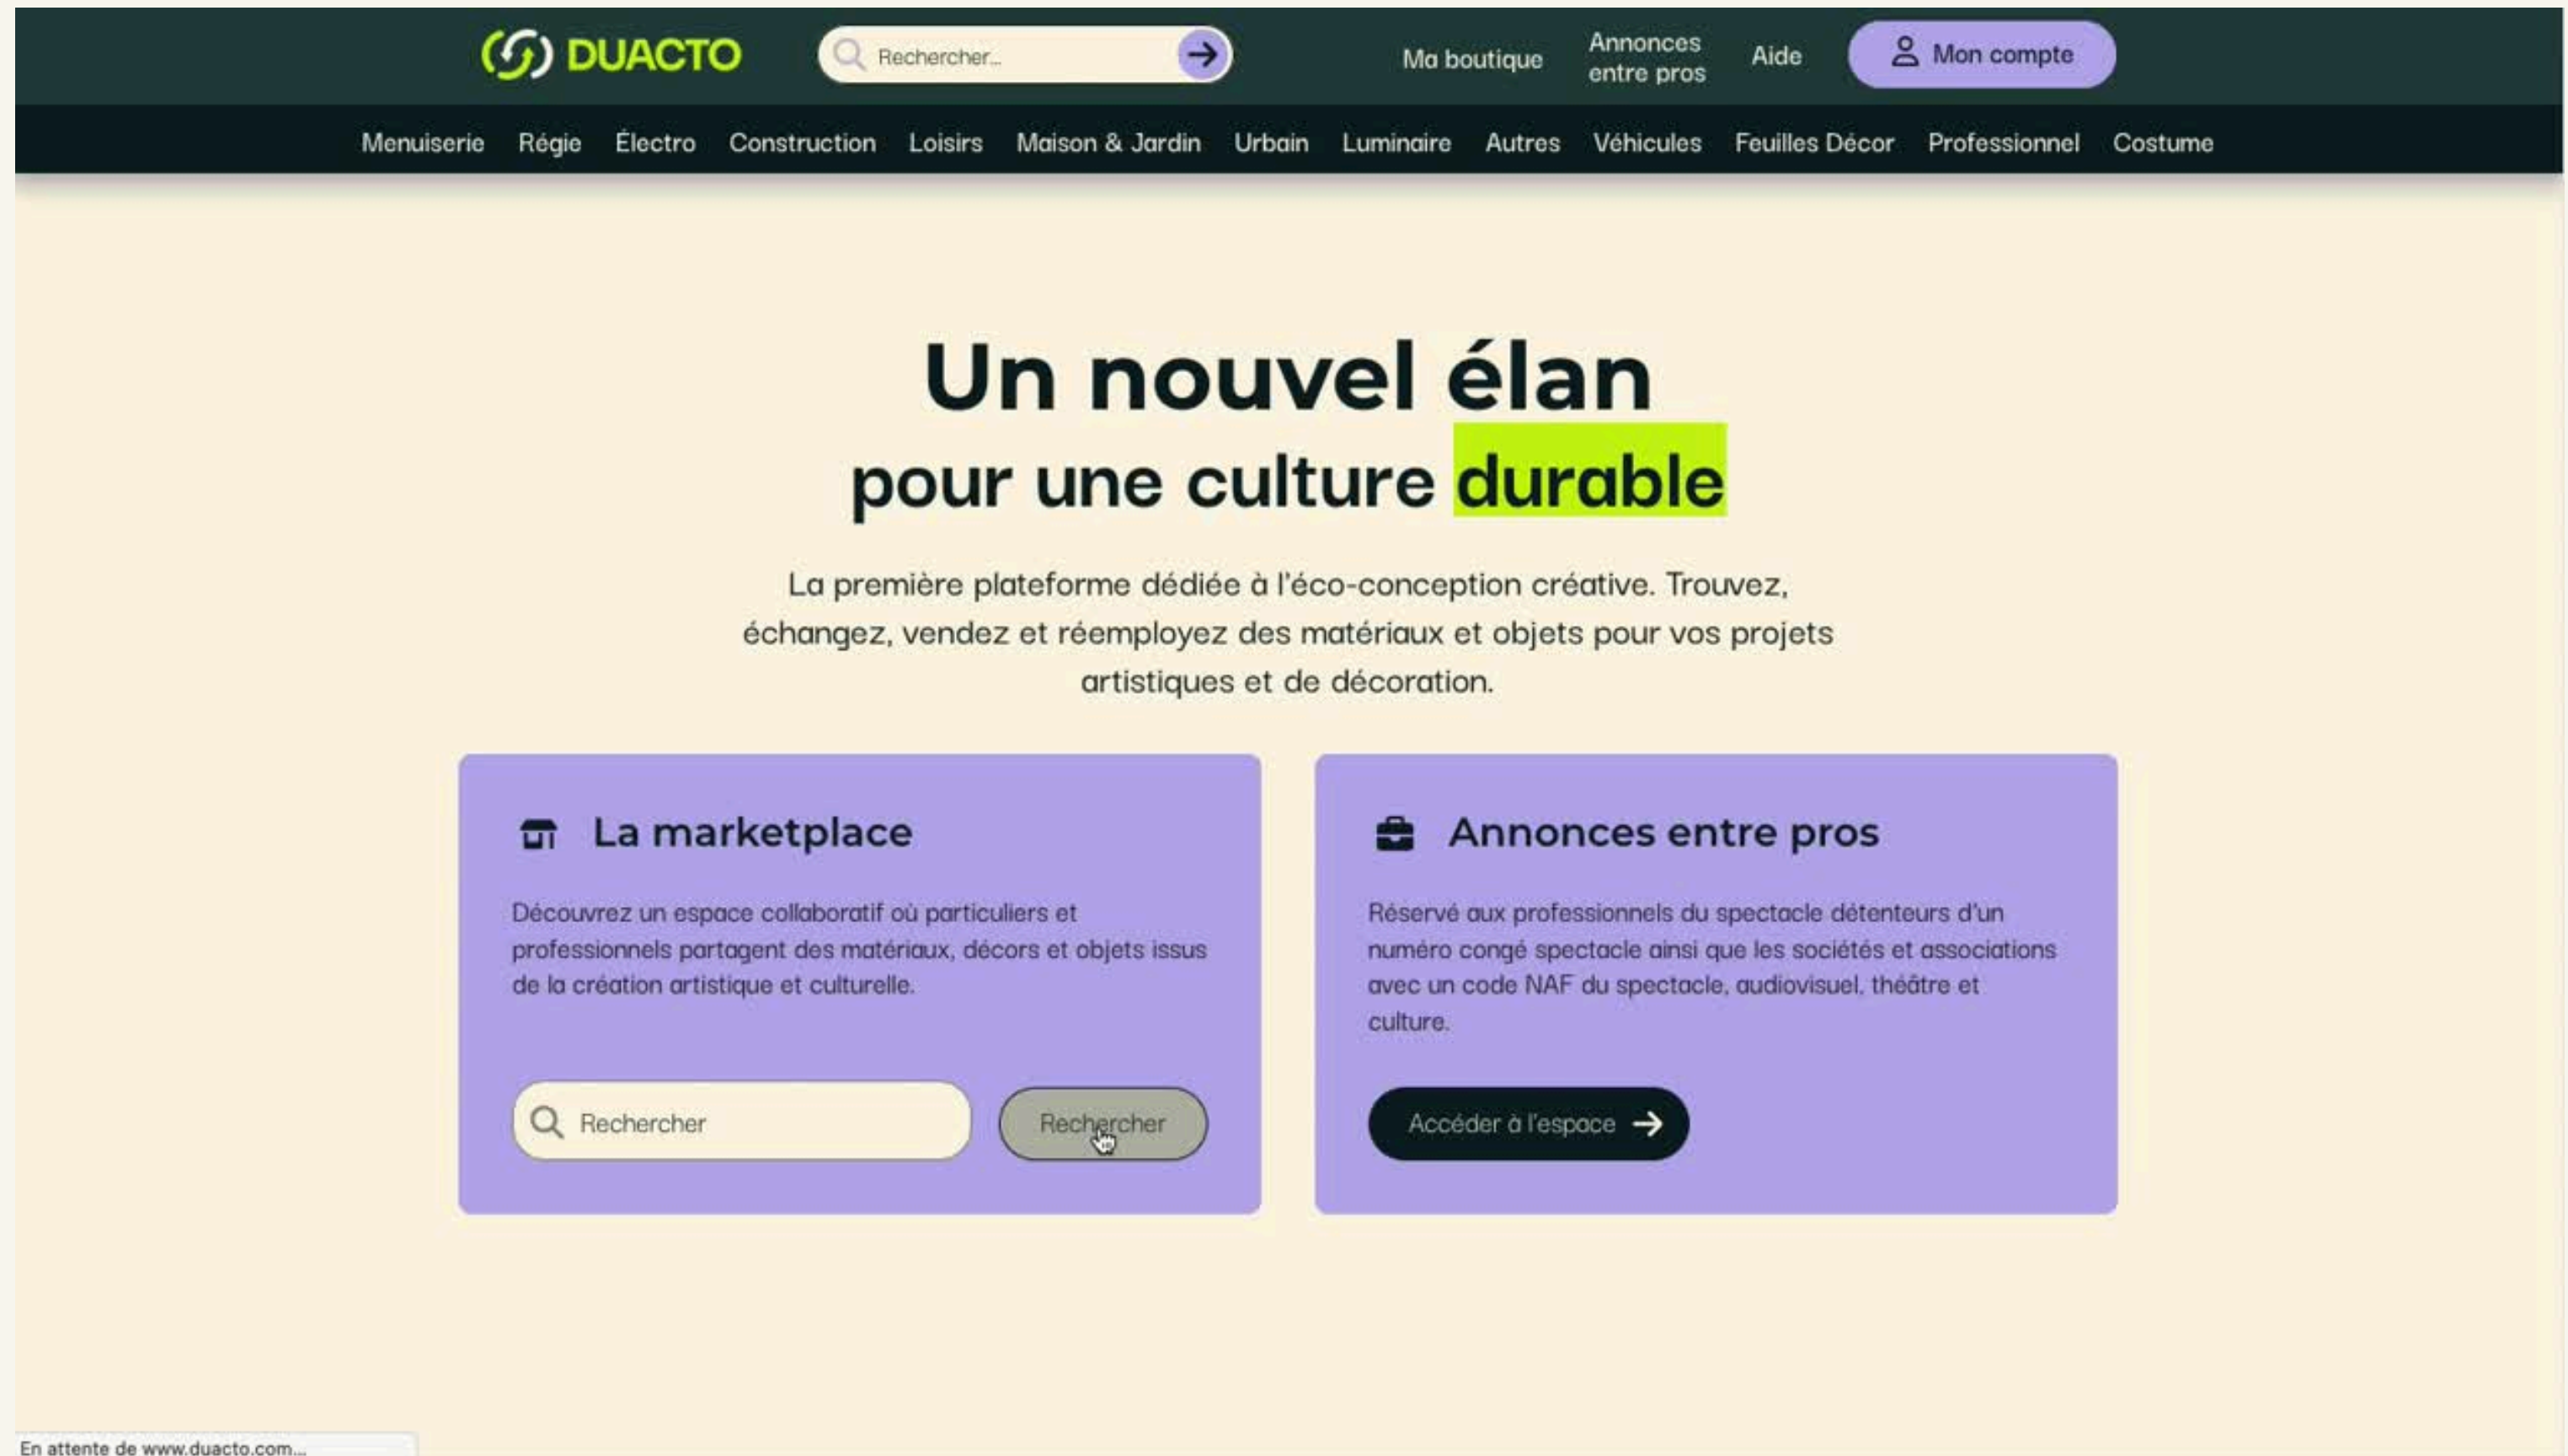 DUACTO
Rechercher...
Ma boutique
Annonces
entre pros
Aide
Mon compte
Menuiserie Régie Électro Construction Loisirs Maison & Jardin Urbain Luminaire Autres Véhicules Feuilles Décor Professionnel Costume
Un nouvel élan
pour une culture durable
La première plateforme dédiée à l'éco-conception créative. Trouvez,
échangez, vendez et réemployez des matériaux et objets pour vos projets
artistiques et de décoration.
La marketplace
Découvrez un espace collaboratif où particuliers et
professionnels partagent des matériaux, décors et objets issus
de la création artistique et culturelle.
Rechercher
Rechercher
Annonces entre pros
Réservé aux professionnels du spectacle détenteurs d'un
numéro congé spectacle ainsi que les sociétés et associations
avec un code NAF du spectacle, audiovisuel, théâtre et
culture.
Accéder à l'espace
En attente de www.duacto.com...